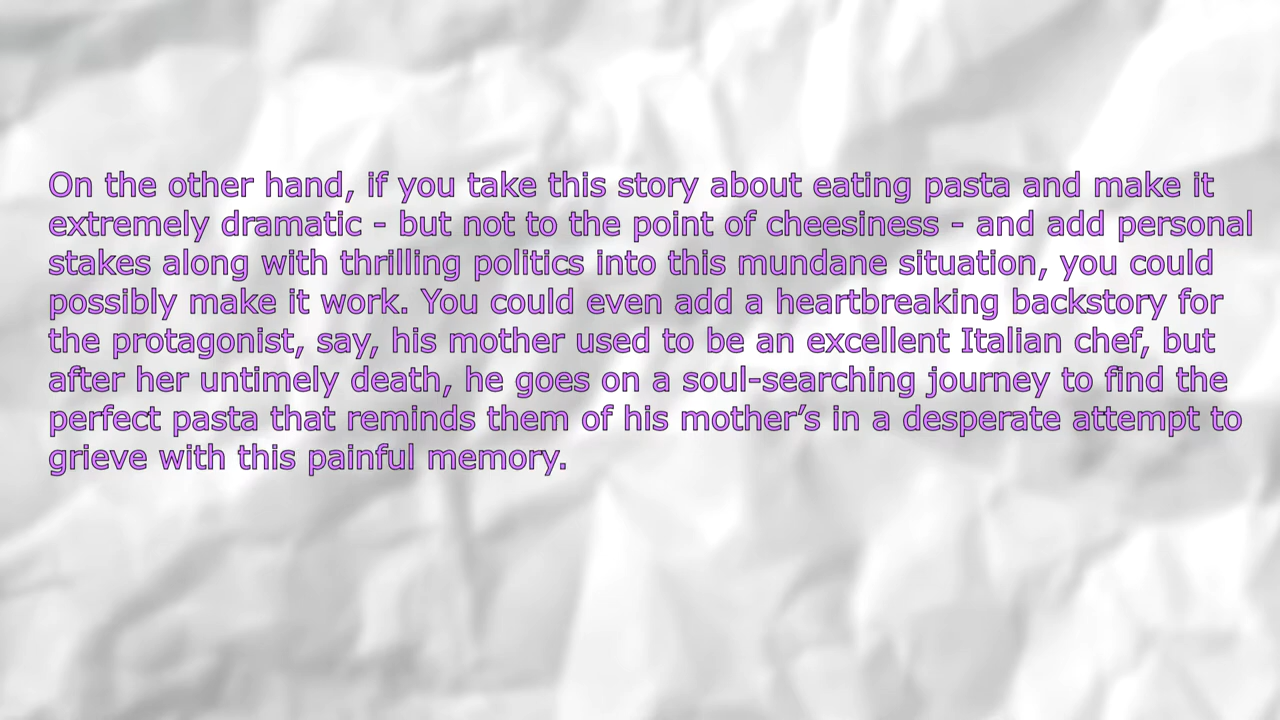 On the other hand, if you take this story about eating pasta and make it
extremely dramatic - but not to the point of cheesiness - and add personal
stakes along with thrilling politics into this mundane situation, you could
possibly make it work. You could even add a heartbreaking backstory for
the protagonist, say, his mother used to be an excellent Italian chef, but
after her untimely death, he goes on a soul-searching journey to find the
perfect pasta that reminds them of his mother’s in a desperate attempt to
grieve with this painful memory.